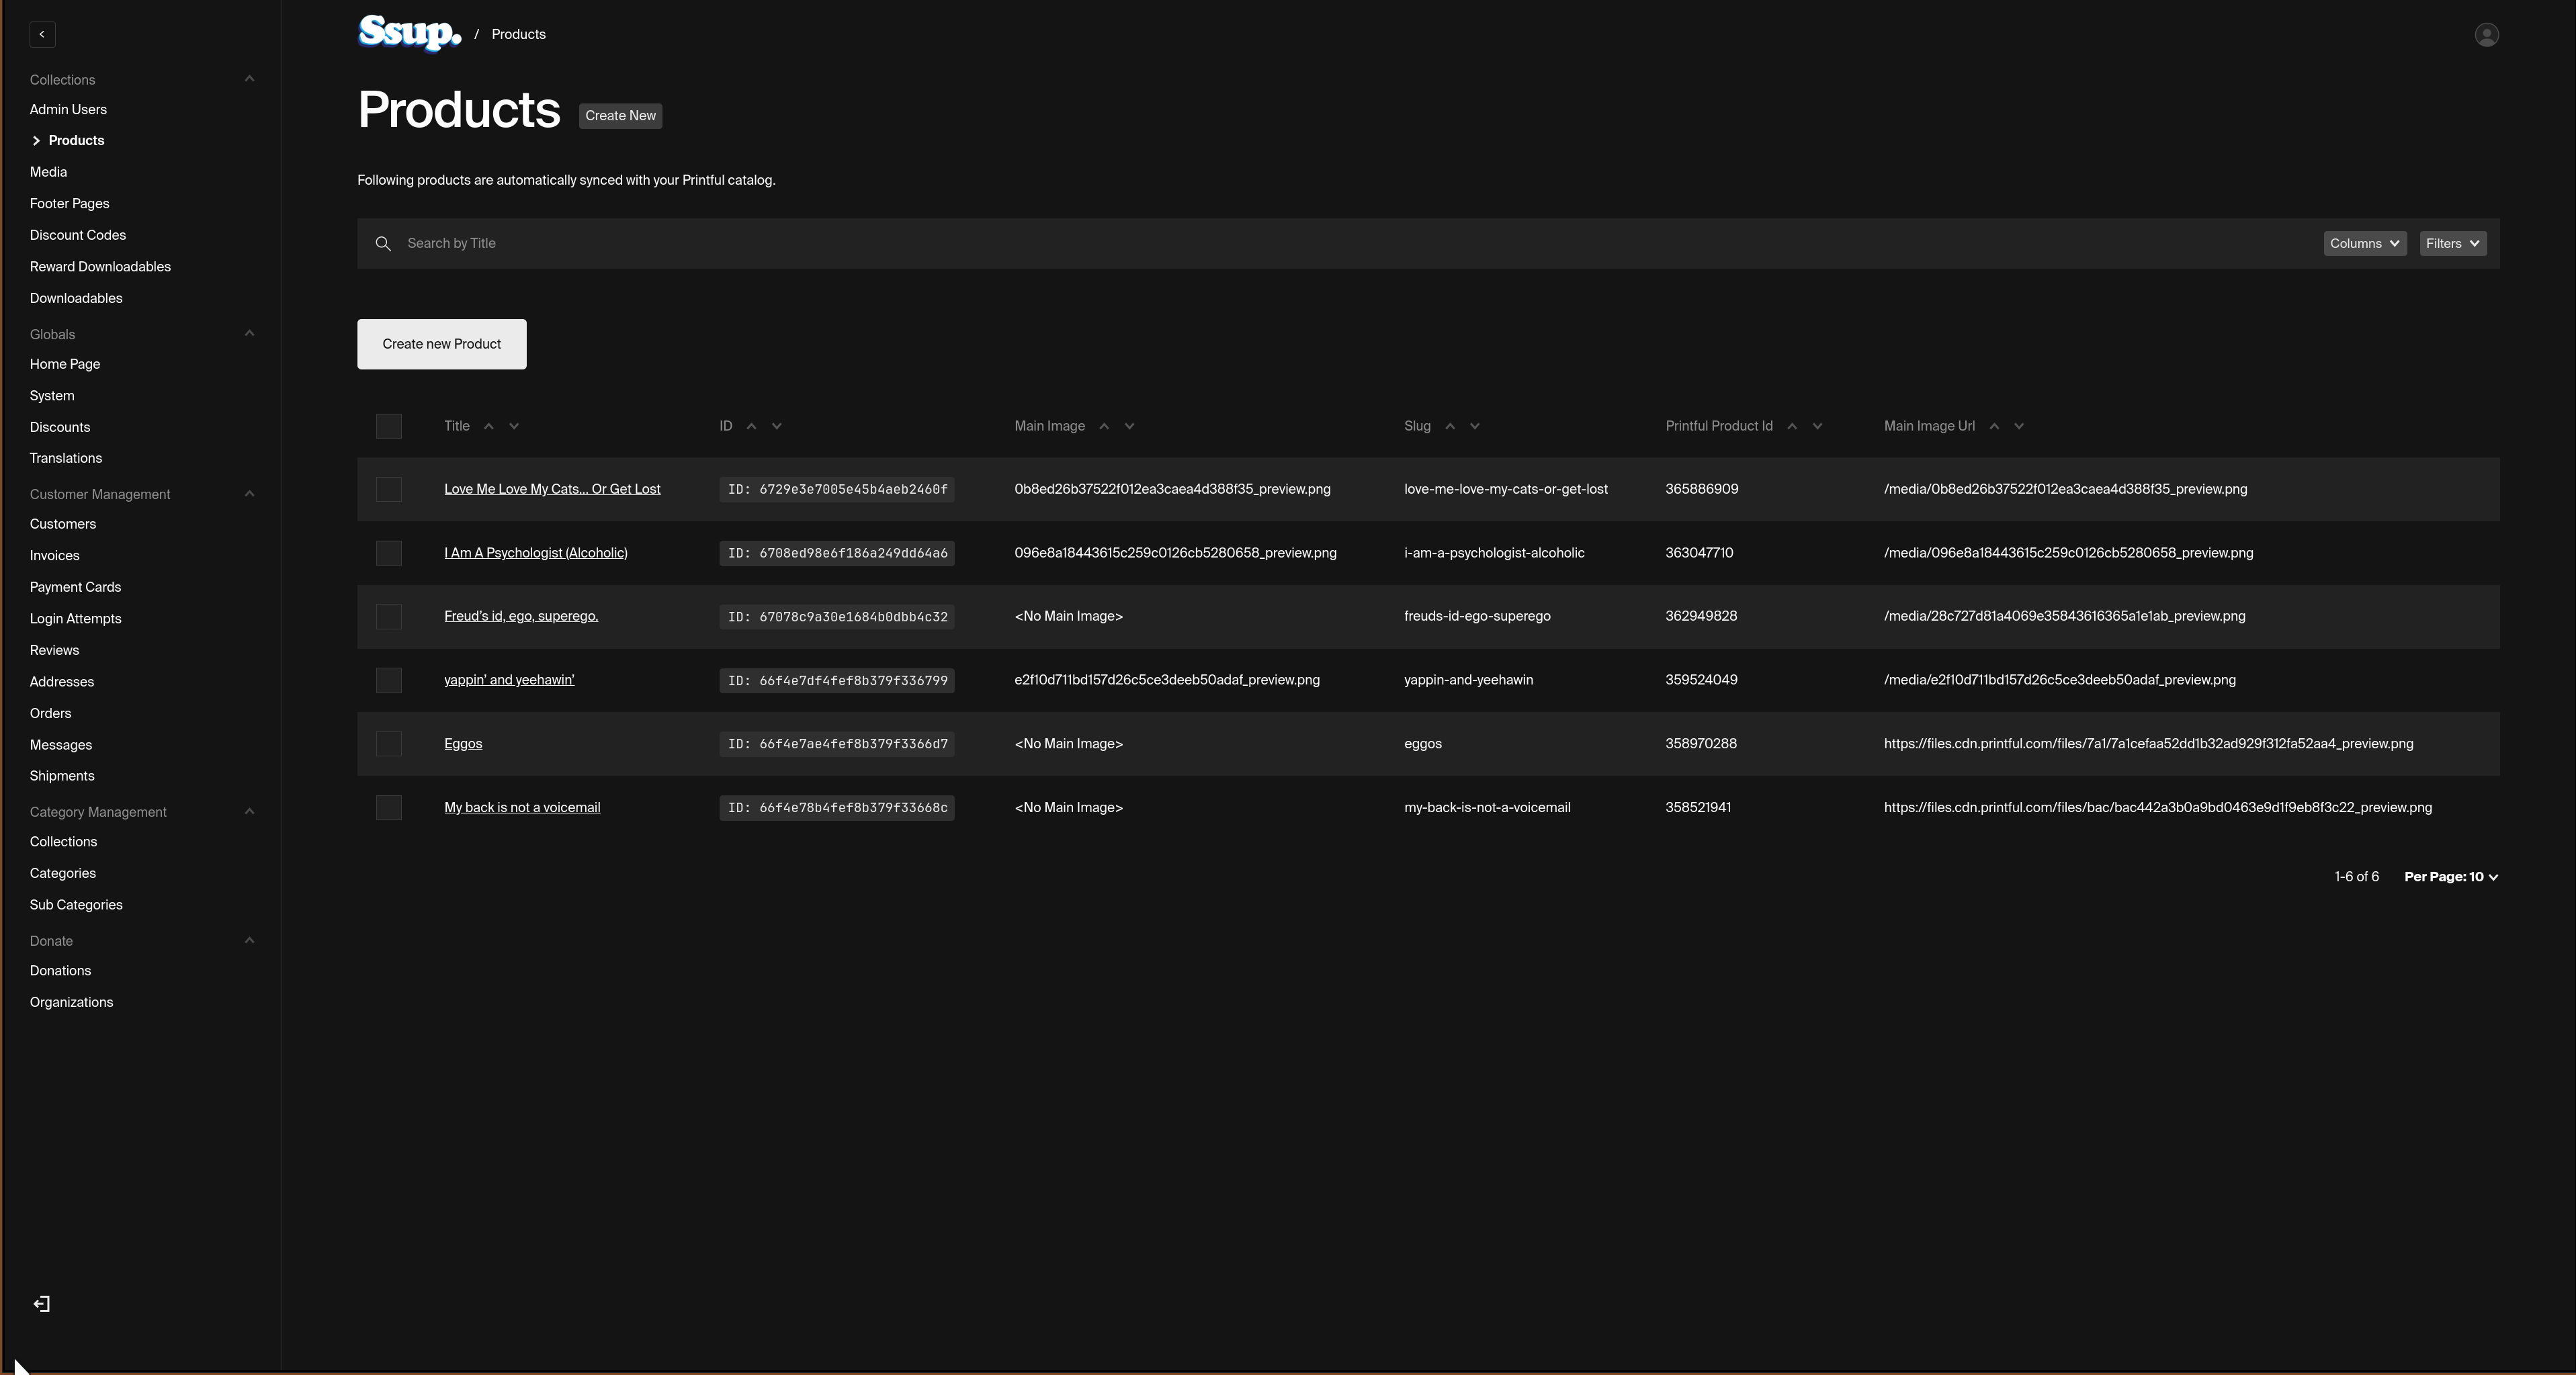 Collections
Admin Users
Products
Media
Footer Pages
Discount Codes
Reward Downloadables
Downloadables
Globals
Home Page
System
Discounts
Translations
Customer Management
Customers
Invoices
Payment Cards
Login Attempts
Reviews
Addresses
Orders
Messages
Shipments
Category Management
Collections
Categories
Sub Categories
Donate
Donations
Organizations
Ssup. / Products
Products Create New
Following products are automatically synced with your Printful catalog.
Search by Title Columns Filters
Create new Product
Title ID Main Image Slug Printful Product Id Main Image Url
Love Me Love My Cats... Or Get Lost ID: 6729e3e7005e45b4aeb2460f 0b8ed26b37522f012ea3caea4d388f35_preview.png love-me-love-my-cats-or-get-lost 365886909 /media/0b8ed26b37522f012ea3caea4d388f35_preview.png
I Am A Psychologist (Alcoholic) ID: 6708ed98e6f186a249dd64a6 096e8a18443615c259c0126cb5280658_preview.png i-am-a-psychologist-alcoholic 363047710 /media/096e8a18443615c259c0126cb5280658_preview.png
Freud's id, ego, superego. ID: 67078c9a30e1684b0dbb4c32 <No Main Image> freuds-id-ego-superego 362949828 /media/28c727d81a4069e35843616365a1e1ab_preview.png
yappin' and yeehawin' ID: 66f4e7df4fef8b379f336799 e2f10d711bd157d26c5ce3deeb50adaf_preview.png yappin-and-yeehawin 359524049 /media/e2f10d711bd157d26c5ce3deeb50adaf_preview.png
Eggos ID: 66f4e7ae4fef8b379f3366d7 <No Main Image> eggos 358970288 https://files.cdn.printful.com/files/7a1/7a1cefaa52dd1b32ad929f312fa52aa4_preview.png
My back is not a voicemail ID: 66f4e78b4fef8b379f33668c <No Main Image> my-back-is-not-a-voicemail 358521941 https://files.cdn.printful.com/files/bac/bac442a3b0a9bd0463e9d1f9eb8f3c22_preview.png
1-6 of 6 Per Page: 10